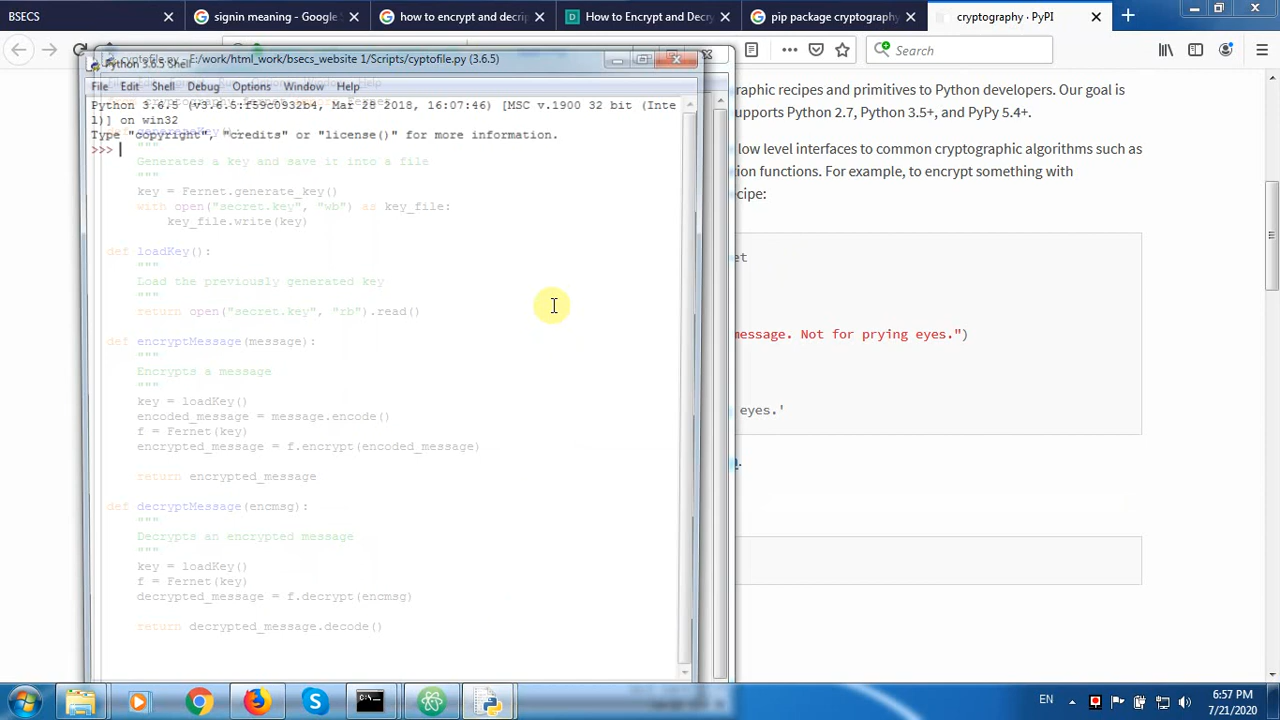 BSECS
signin meaning - Google S
how to encrypt and decrip
How to Encrypt and Decry
pip package cryptography
cryptography · PyPI
Search
Python 3.6.5 Shell
cyptofile.py - E:/work/html_work/bsecs_website 1/Scripts/cyptofile.py (3.6.5)
File Edit Shell Debug Options Window Help
Python 3.6.5 (v3.6.5:f59c0932b4, Mar 28 2018, 16:07:46) [MSC v.1900 32 bit (Inte
l)] on win32
Type "copyright", "credits" or "license()" for more information.
>>>
"""
Generates a key and save it into a file
"""
key = Fernet.generate_key()
with open("secret.key", "wb") as key_file:
key_file.write(key)
def loadKey():
"""
Load the previously generated key
"""
return open("secret.key", "rb").read()
def encryptMessage(message):
"""
Encrypts a message
"""
key = loadKey()
encoded_message = message.encode()
f = Fernet(key)
encrypted_message = f.encrypt(encoded_message)
return encrypted_message
def decryptMessage(encmsg):
"""
Decrypts an encrypted message
"""
key = loadKey()
f = Fernet(key)
decrypted_message = f.decrypt(encmsg)
return decrypted_message.decode()
graphic recipes and primitives to Python developers. Our goal is
upports Python 2.7, Python 3.5+, and PyPy 5.4+.
low level interfaces to common cryptographic algorithms such as
ion functions. For example, to encrypt something with
ecipe:
et
message. Not for prying eyes.")
eyes.'
EN
6:57 PM
7/21/2020